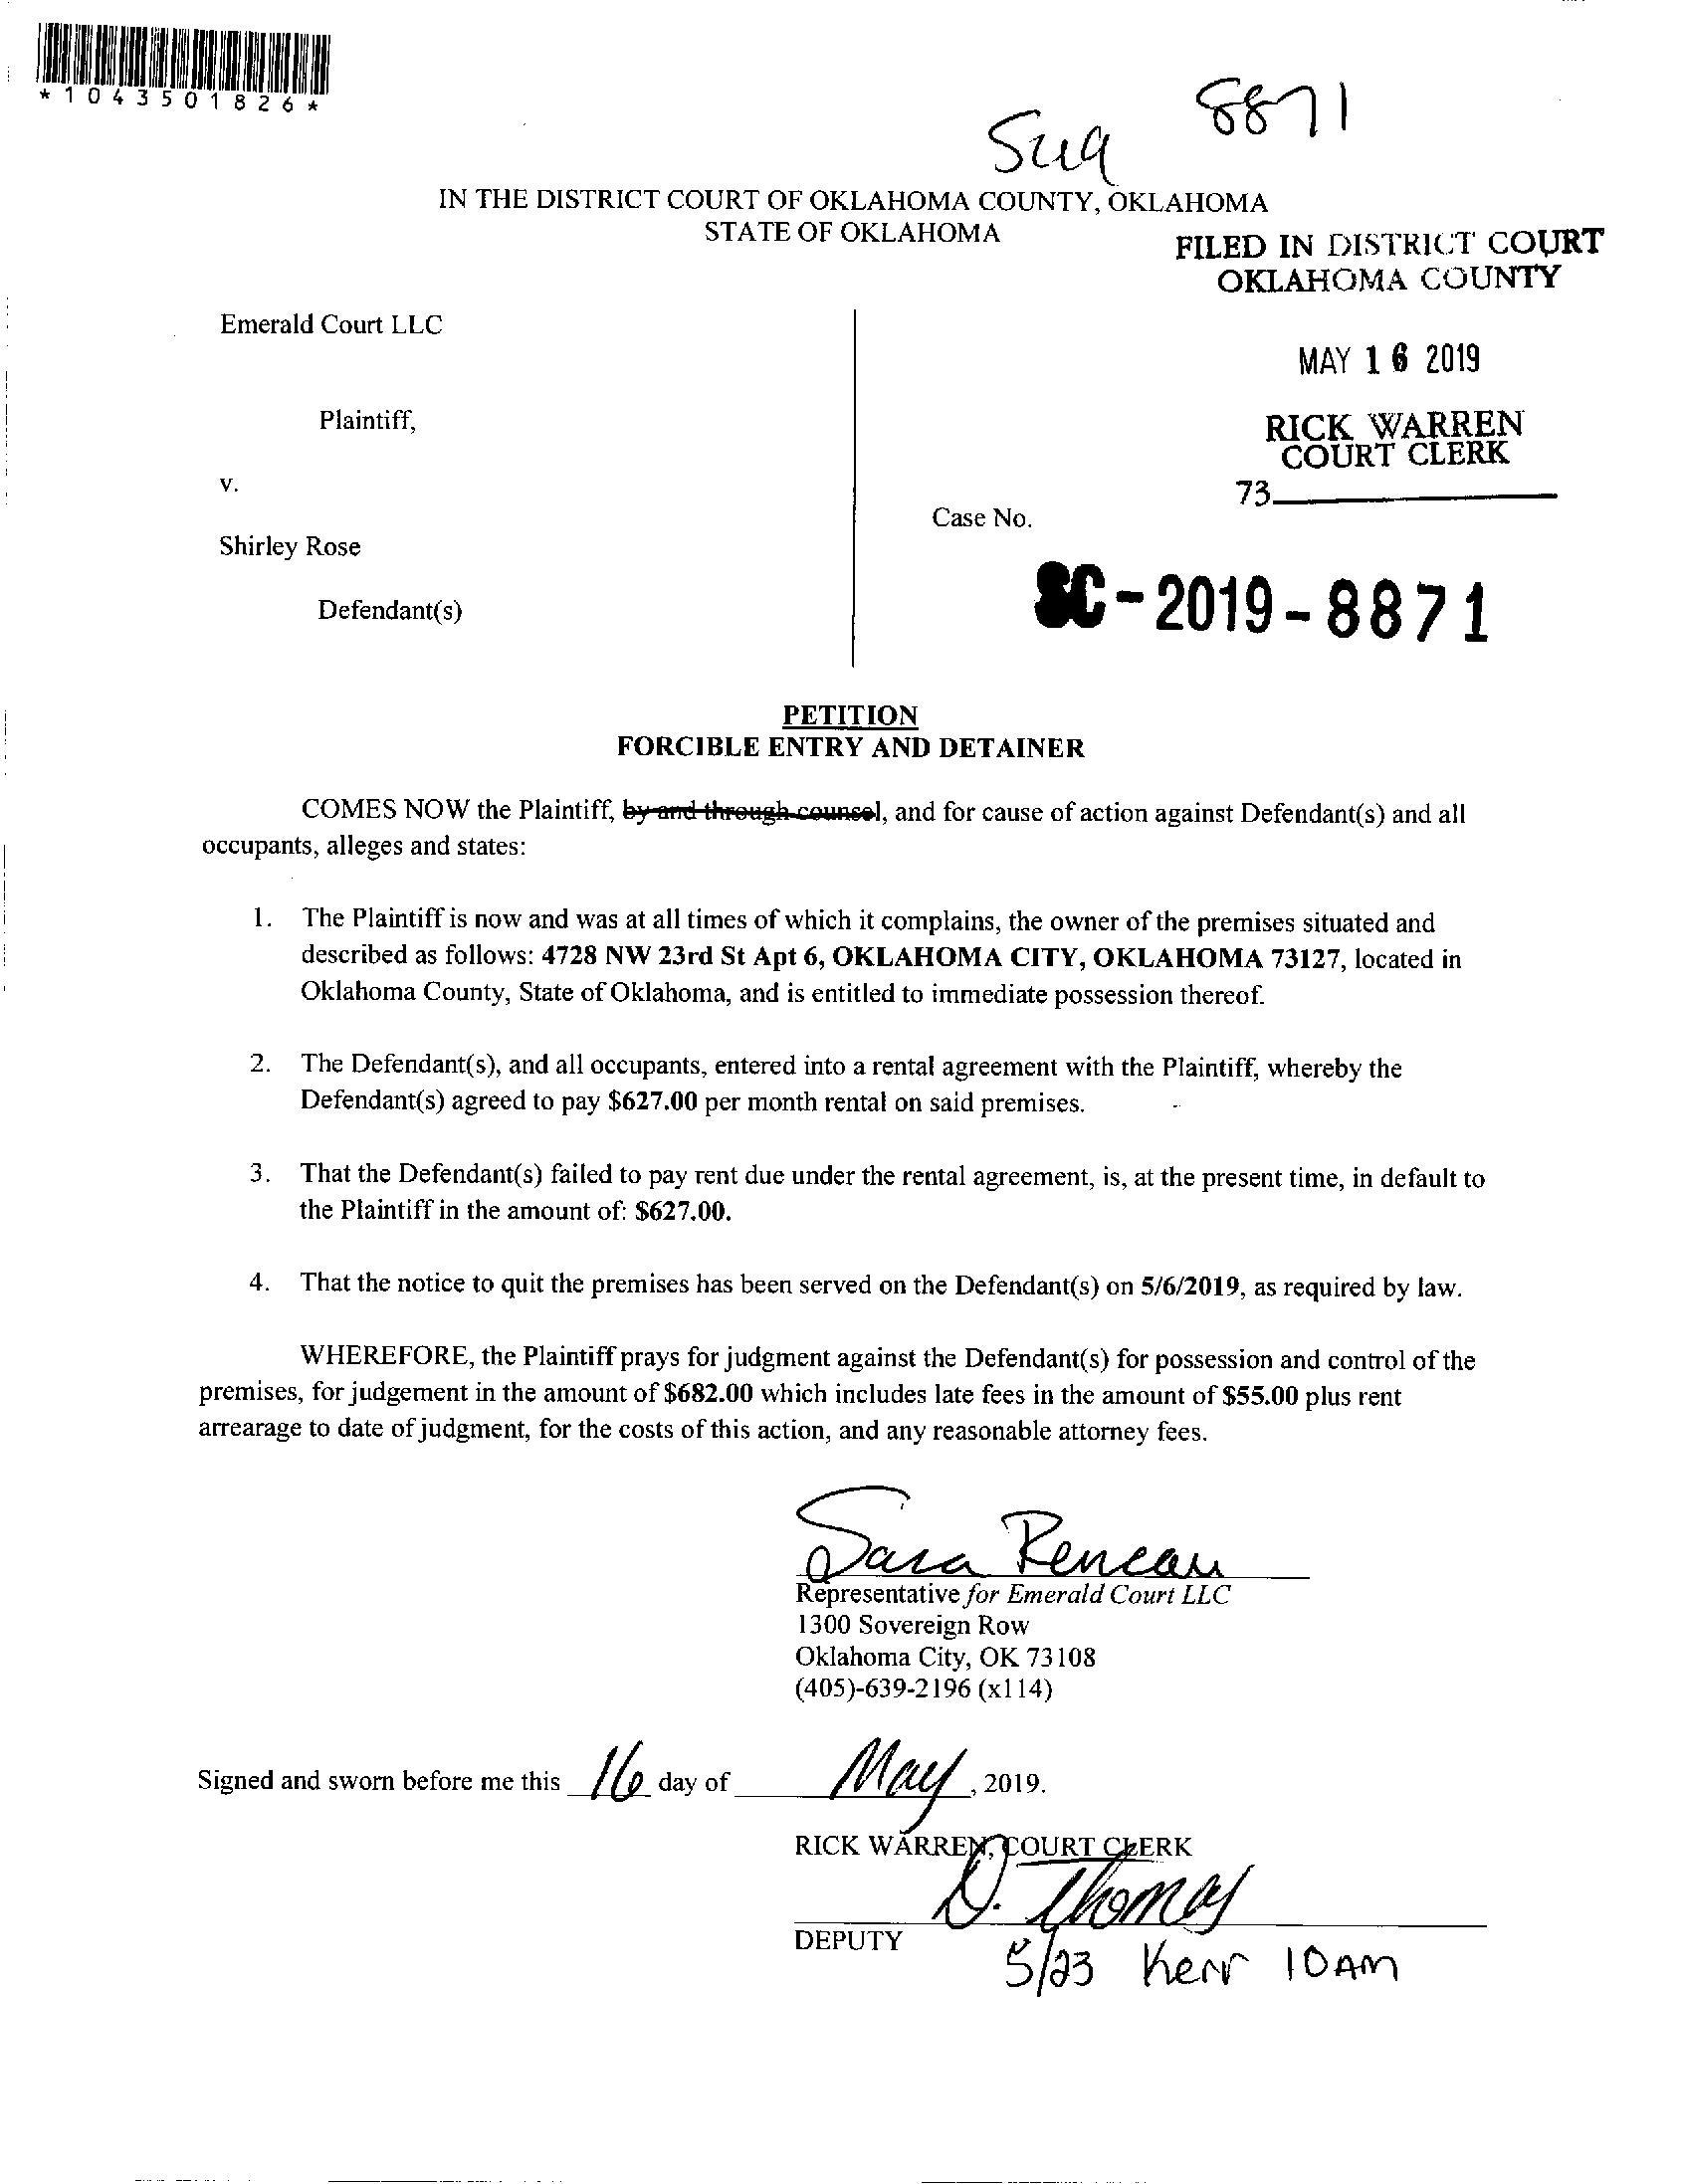 *1043501826*
8871
IN THE DISTRICT COURT OF OKLAHOMA COUNTY, OKLAHOMA
STATE OF OKLAHOMA
FILED IN DISTRICT COURT
OKLAHOMA COUNTY
Emerald Court LLC
MAY 16 2019
Plaintiff,
RICK WARREN
COURT CLERK
v.
73
Case No.
Shirley Rose
SC-2019-8871
Defendant(s)
PETITION
FORCIBLE ENTRY AND DETAINER
COMES NOW the Plaintiff, by and through counsel, and for cause of action against Defendant(s) and all
occupants, alleges and states:
1. The Plaintiff is now and was at all times of which it complains, the owner of the premises situated and
described as follows: 4728 NW 23rd St Apt 6, OKLAHOMA CITY, OKLAHOMA 73127, located in
Oklahoma County, State of Oklahoma, and is entitled to immediate possession thereof.
2. The Defendant(s), and all occupants, entered into a rental agreement with the Plaintiff, whereby the
Defendant(s) agreed to pay $627.00 per month rental on said premises.
3. That the Defendant(s) failed to pay rent due under the rental agreement, is, at the present time, in default to
the Plaintiff in the amount of: $627.00.
4. That the notice to quit the premises has been served on the Defendant(s) on 5/6/2019, as required by law.
WHEREFORE, the Plaintiff prays for judgment against the Defendant(s) for possession and control of the
premises, for judgement in the amount of $682.00 which includes late fees in the amount of $55.00 plus rent
arrearage to date of judgment, for the costs of this action, and any reasonable attorney fees.
Sara Reneau
Representative for Emerald Court LLC
1300 Sovereign Row
Oklahoma City, OK 73108
(405)-639-2196 (x114)
Signed and sworn before me this 16 day of May, 2019.
RICK WARREN, COURT CLERK
D. Thomas
DEPUTY
5/23 Kerr 10AM